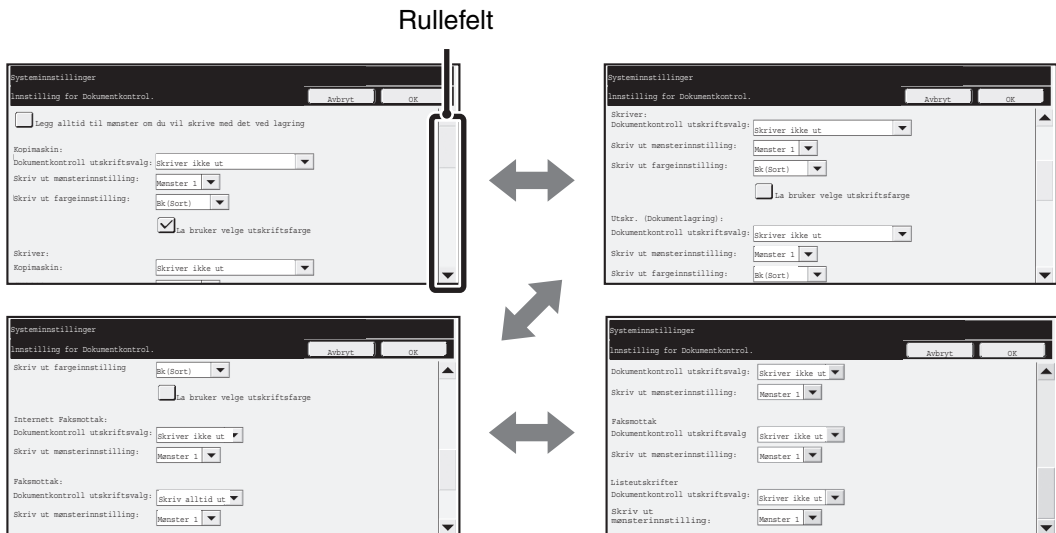 Rullefelt
Systeminnstillinger
Innstilling for Dokumentkontrol.
Avbryt OK
Legg alltid til mønster om du vil skrive med det ved lagring
Kopimaskin:
Dokumentkontroll utskriftsvalg: Skriver ikke ut
Skriv ut mønsterinnstilling: Mønster 1
Skriv ut fargeinnstilling: Bk(Sort)
La bruker velge utskriftsfarge
Skriver:
Kopimaskin: Skriver ikke ut
Systeminnstillinger
Innstilling for Dokumentkontrol.
Avbryt OK
Skriver:
Dokumentkontroll utskriftsvalg: Skriver ikke ut
Skriv ut mønsterinnstilling: Mønster 1
Skriv ut fargeinnstilling: Bk(Sort)
La bruker velge utskriftsfarge
Utskr. (Dokumentlagring):
Dokumentkontroll utskriftsvalg: Skriver ikke ut
Skriv ut mønsterinnstilling: Mønster 1
Skriv ut fargeinnstilling: Bk(Sort)
Systeminnstillinger
Innstilling for Dokumentkontrol.
Avbryt OK
Skriv ut fargeinnstilling Bk(Sort)
La bruker velge utskriftsfarge
Internett Faksmottak:
Dokumentkontroll utskriftsvalg: Skriver ikke ut
Skriv ut mønsterinnstilling: Mønster 1
Faksmottak:
Dokumentkontroll utskriftsvalg: Skriv alltid ut
Skriv ut mønsterinnstilling: Mønster 1
Systeminnstillinger
Innstilling for Dokumentkontrol.
Avbryt OK
Dokumentkontroll utskriftsvalg: Skriver ikke ut
Skriv ut mønsterinnstilling: Mønster 1
Faksmottak
Dokumentkontroll utskriftsvalg Skriver ikke ut
Skriv ut mønsterinnstilling: Mønster 1
Listeutskrifter
Dokumentkontroll utskriftsvalg: Skriver ikke ut
Skriv ut
mønsterinnstilling: Mønster 1